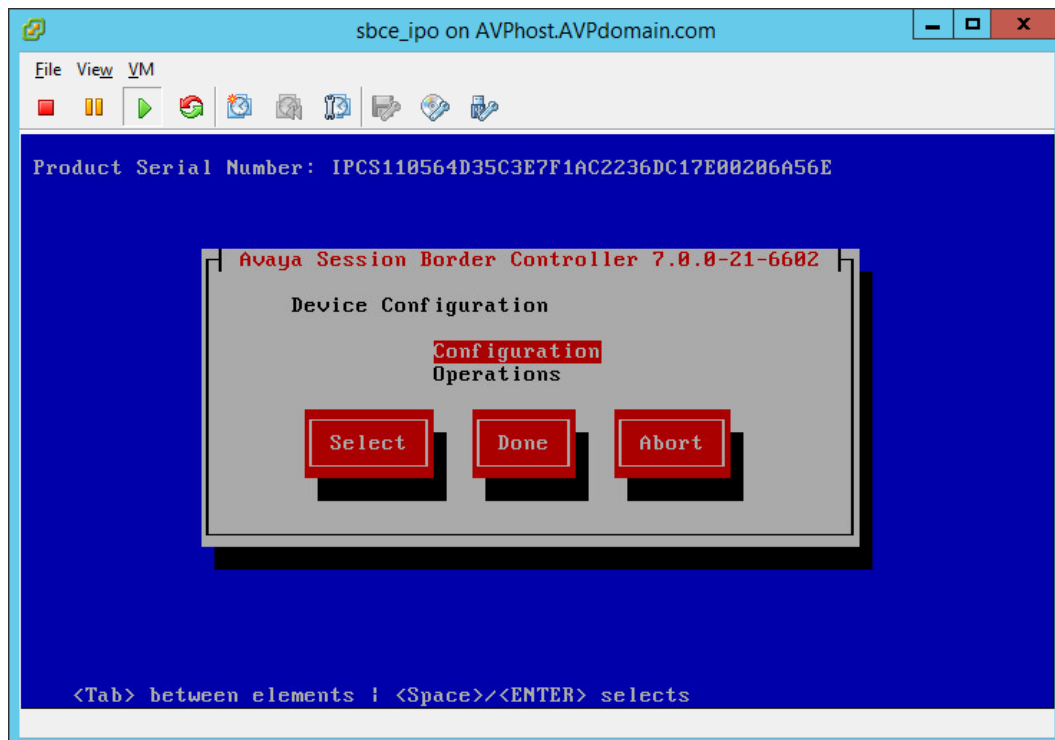 sbce_ipo on AVPhost.AVPdomain.com
File View VM
Product Serial Number: IPCS110564D35C3E7F1AC2236DC17E00206A56E
Avaya Session Border Controller 7.0.0-21-6602
Device Configuration
Configuration
Operations
Select Done Abort
<Tab> between elements | <Space>/<ENTER> selects